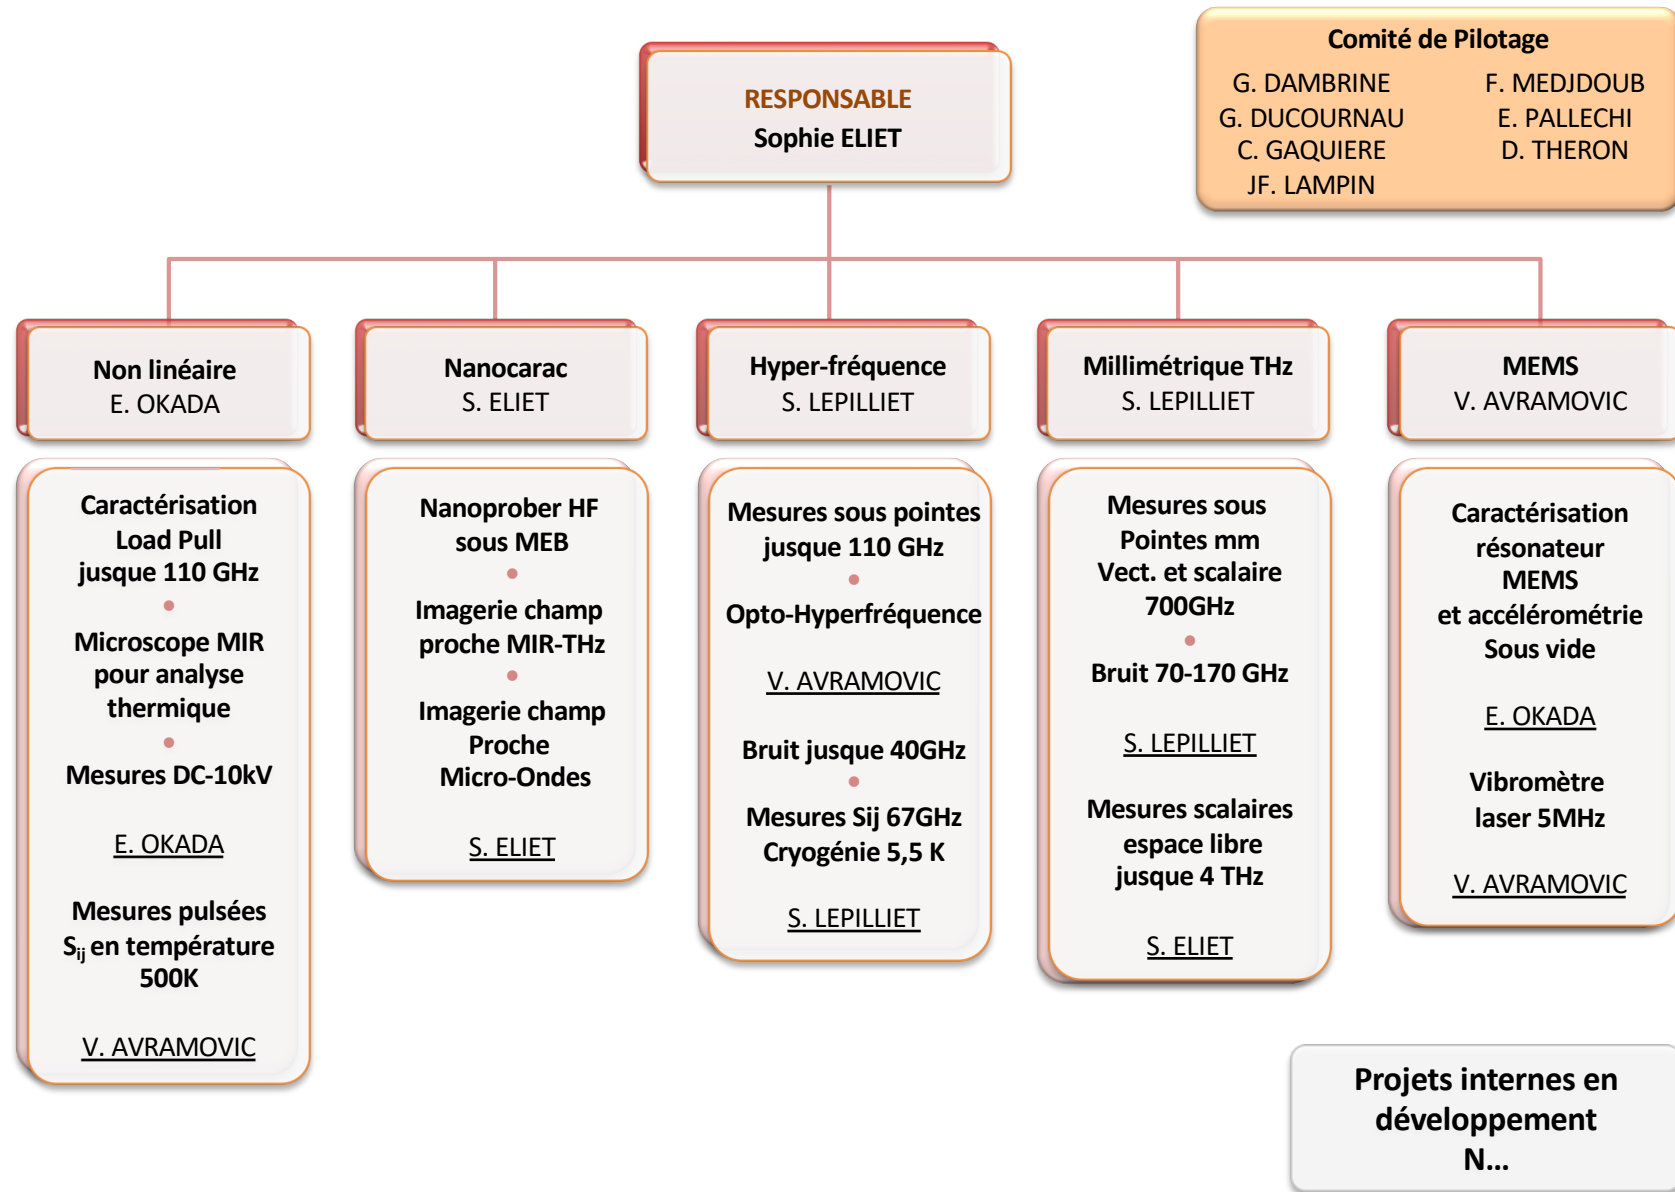 Comité de Pilotage
G. DAMBRINE
F. MEDJDOUB
G. DUCOURNAU
E. PALLECHI
C. GAQUIERE
D. THERON
JF. LAMPIN
RESPONSABLE
Sophie ELIET
Non linéaire
E. OKADA
Nanocarac
S. ELIET
Hyper-fréquence
S. LEPILLIET
Millimétrique THz
S. LEPILLIET
MEMS
V. AVRAMOVIC
Caractérisation
Load Pull
jusque 110 GHz
•
Microscope MIR
pour analyse
thermique
•
Mesures DC-10kV
E. OKADA
Mesures pulsées
Sij en température
500K
V. AVRAMOVIC
Nanoprober HF
sous MEB
•
Imagerie champ
proche MIR-THz
•
Imagerie champ
Proche
Micro-Ondes
S. ELIET
Mesures sous pointes
jusque 110 GHz
•
Opto-Hyperfréquence
V. AVRAMOVIC
Bruit jusque 40GHz
•
Mesures Sij 67GHz
Cryogénie 5,5 K
S. LEPILLIET
Mesures sous
Pointes mm
Vect. et scalaire
700GHz
•
Bruit 70-170 GHz
S. LEPILLIET
Mesures scalaires
espace libre
jusque 4 THz
S. ELIET
Caractérisation
résonateur
MEMS
et accélérométrie
Sous vide
E. OKADA
Vibromètre
laser 5MHz
V. AVRAMOVIC
Projets internes en
développement
N...